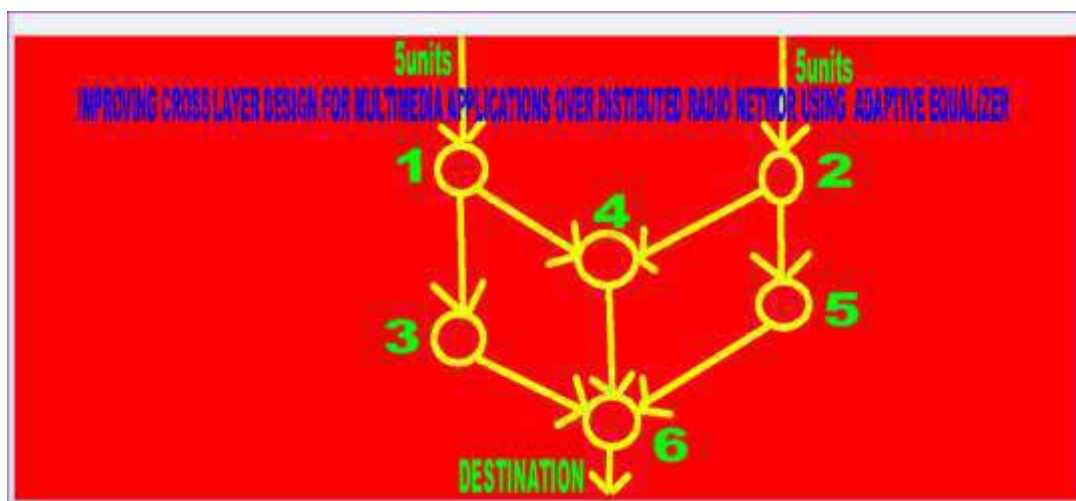 5units 5units
IMPROVING CROSS LAYER DESIGN FOR MULTIMEDIA APPLICATIONS OVER DISTIBUTED RADIO NETWOR USING ADAPTIVE EQUALIZER
1 2
4
3 5
6
DESTINATION